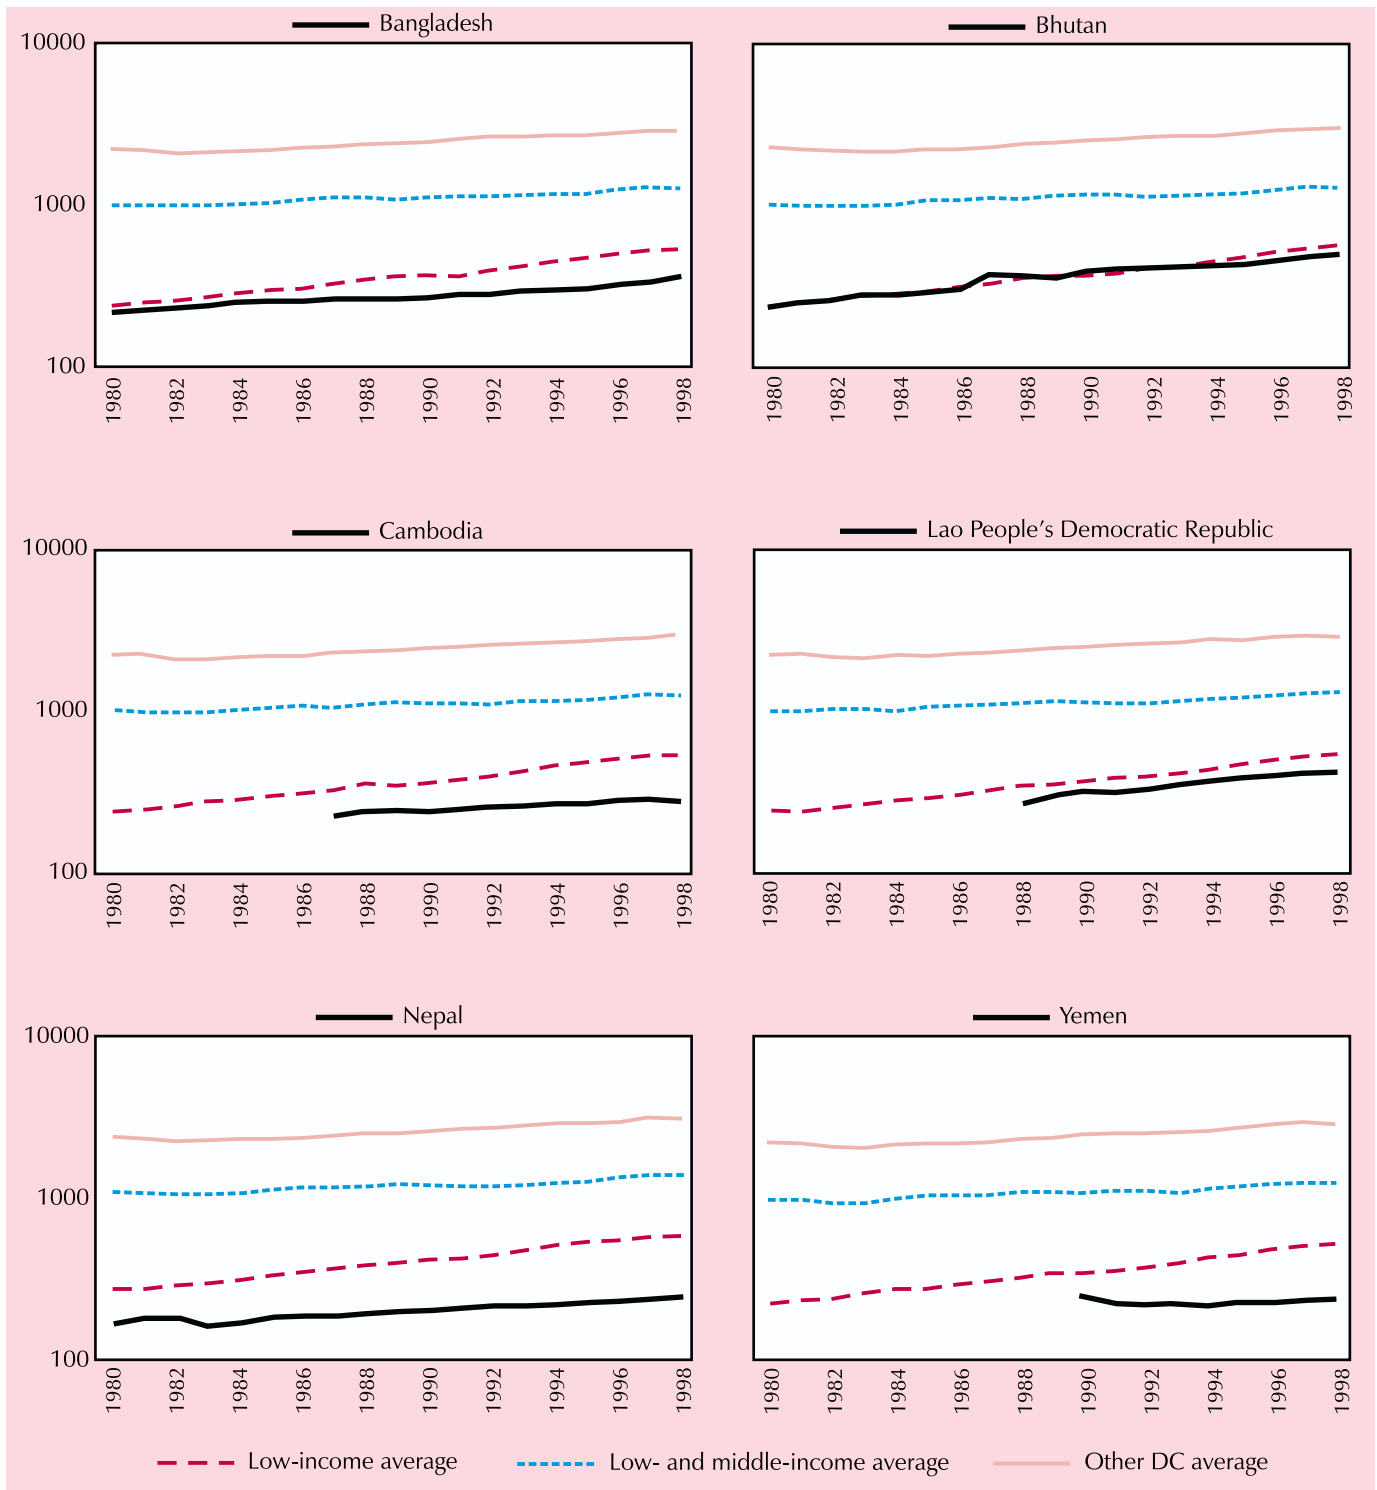 Bangladesh
10000
1000
100
1980 1982 1984 1986 1988 1990 1992 1994 1996 1998
Bhutan
1980 1982 1984 1986 1988 1990 1992 1994 1996 1998
Cambodia
10000
1000
100
1980 1982 1984 1986 1988 1990 1992 1994 1996 1998
Lao People's Democratic Republic
1980 1982 1984 1986 1988 1990 1992 1994 1996 1998
Nepal
10000
1000
100
1980 1982 1984 1986 1988 1990 1992 1994 1996 1998
Yemen
1980 1982 1984 1986 1988 1990 1992 1994 1996 1998
Low-income average Low- and middle-income average Other DC average